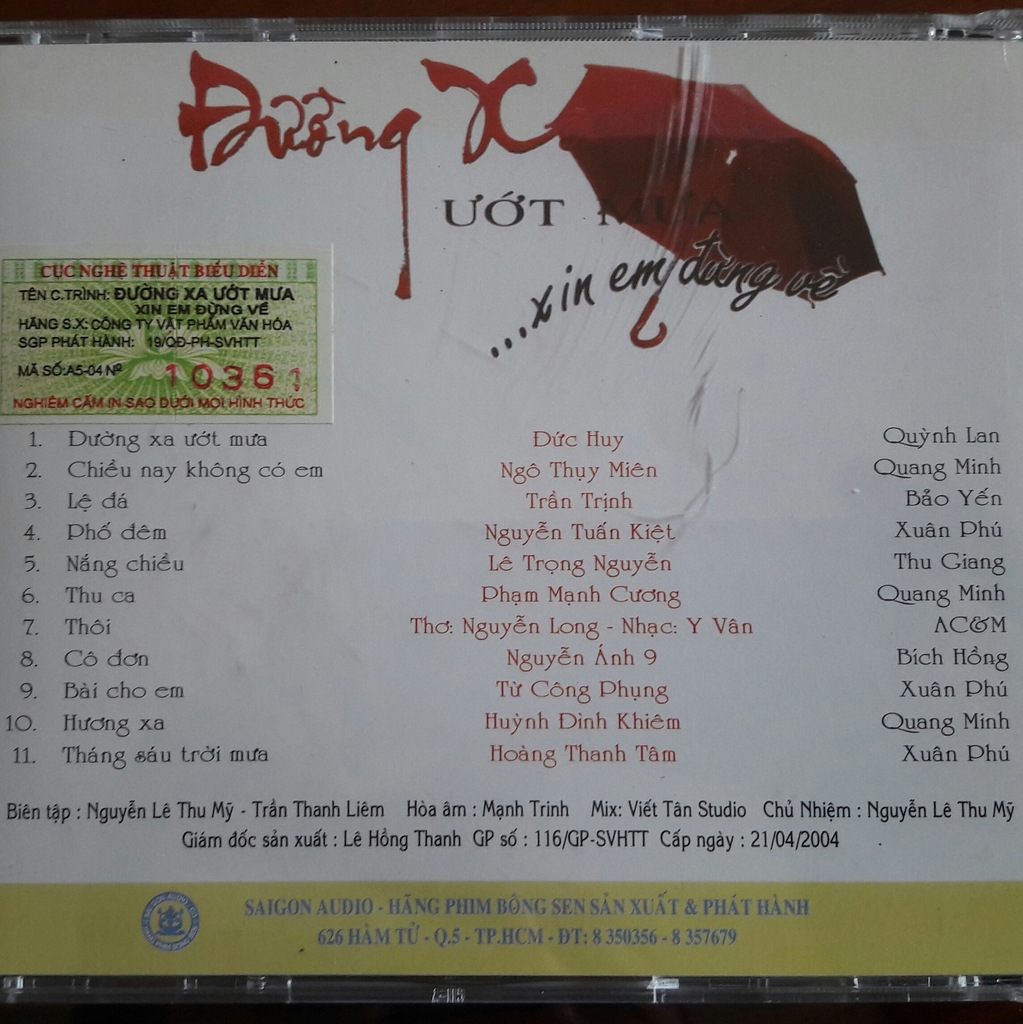 Đường X
ƯỚT MƯA
...xin em đừng về
CỤC NGHỆ THUẬT BIỂU DIỄN
TÊN C.TRÌNH: ĐƯỜNG XA ƯỚT MƯA
XIN EM ĐỪNG VỀ
HÃNG S.X: CÔNG TY VẬT PHẨM VĂN HÓA
SGP PHÁT HÀNH: 19/QĐ-PH-SVHTT
MÃ SỐ:A5-04 Nº 10361
NGHIÊM CẤM IN SAO DƯỚI MỌI HÌNH THỨC
1. Đường xa ướt mưa Đức Huy Quỳnh Lan
2. Chiều nay không có em Ngô Thụy Miên Quang Minh
3. Lệ đá Trần Trịnh Bảo Yến
4. Phố đêm Nguyễn Tuấn Kiệt Xuân Phú
5. Nắng chiều Lê Trọng Nguyễn Thu Giang
6. Thu ca Phạm Mạnh Cương Quang Minh
7. Thôi Thơ: Nguyễn Long - Nhạc: Y Vân AC&M
8. Cô đơn Nguyễn Ánh 9 Bích Hồng
9. Bài cho em Từ Công Phụng Xuân Phú
10. Hương xa Huỳnh Đình Khiêm Quang Minh
11. Tháng sáu trời mưa Hoàng Thanh Tâm Xuân Phú
Biên tập : Nguyễn Lê Thu Mỹ - Trần Thanh Liêm Hòa âm : Mạnh Trinh Mix: Viết Tân Studio Chủ Nhiệm : Nguyễn Lê Thu Mỹ
Giám đốc sản xuất : Lê Hồng Thanh GP số : 116/GP-SVHTT Cấp ngày : 21/04/2004
SAIGON AUDIO - HÃNG PHIM BÔNG SEN SẢN XUẤT & PHÁT HÀNH
626 HÀM TỬ - Q.5 - TP.HCM - ĐT: 8 350356 - 8 357679